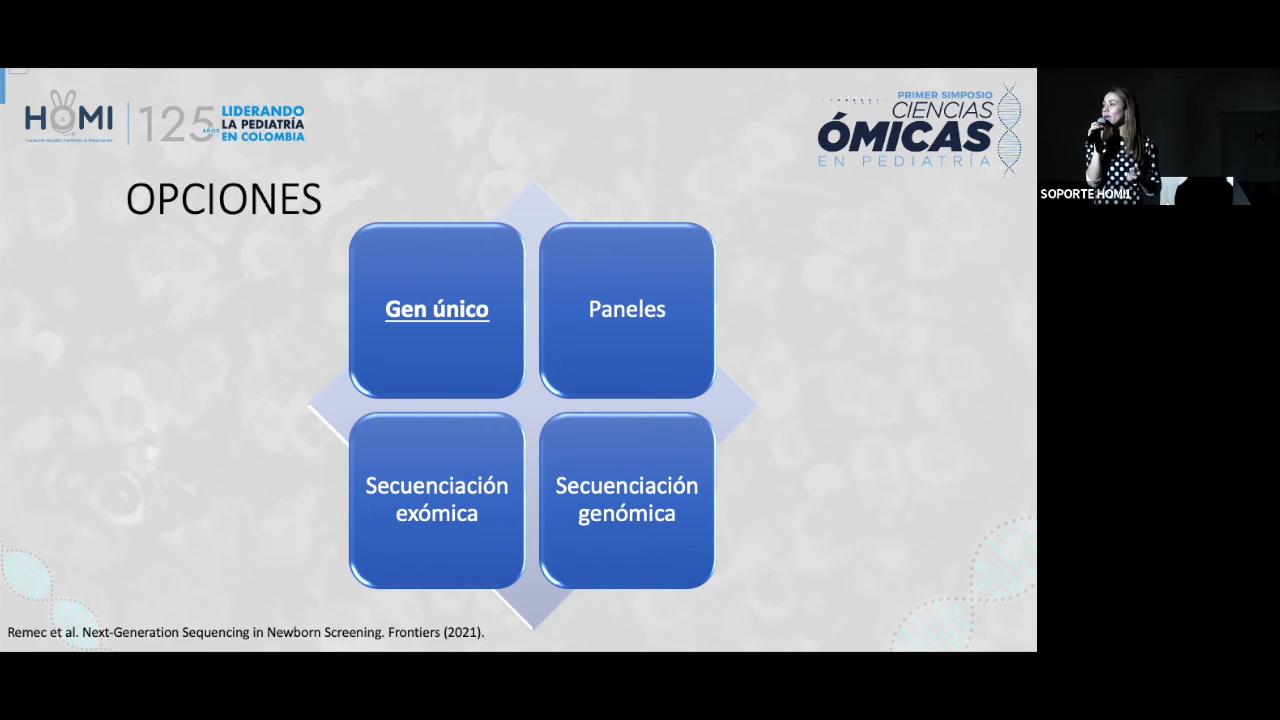 HOMI
125 AÑOS
LIDERANDO
LA PEDIATRÍA
EN COLOMBIA
PRIMER SIMPOSIO
CIENCIAS
ÓMICAS
EN PEDIATRÍA
SOPORTE HOMI1
OPCIONES
Gen único
Paneles
Secuenciación
exómica
Secuenciación
genómica
Remec et al. Next-Generation Sequencing in Newborn Screening. Frontiers (2021).